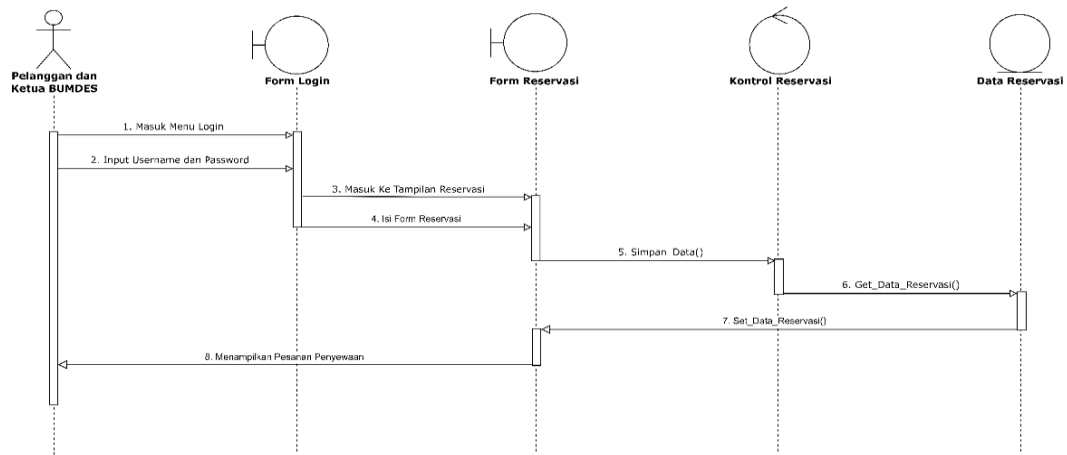 Pelanggan dan
Ketua BUMDES
Form Login
Form Reservasi
Kontrol Reservasi
Data Reservasi
1. Masuk Menu Login
2. Input Username dan Password
3. Masuk Ke Tampilan Reservasi
4. Isi Form Reservasi
5. Simpan_Data()
6. Get_Data_Reservasi()
7. Set_Data_Reservasi()
8. Menampilkan Pesanan Penyewaan